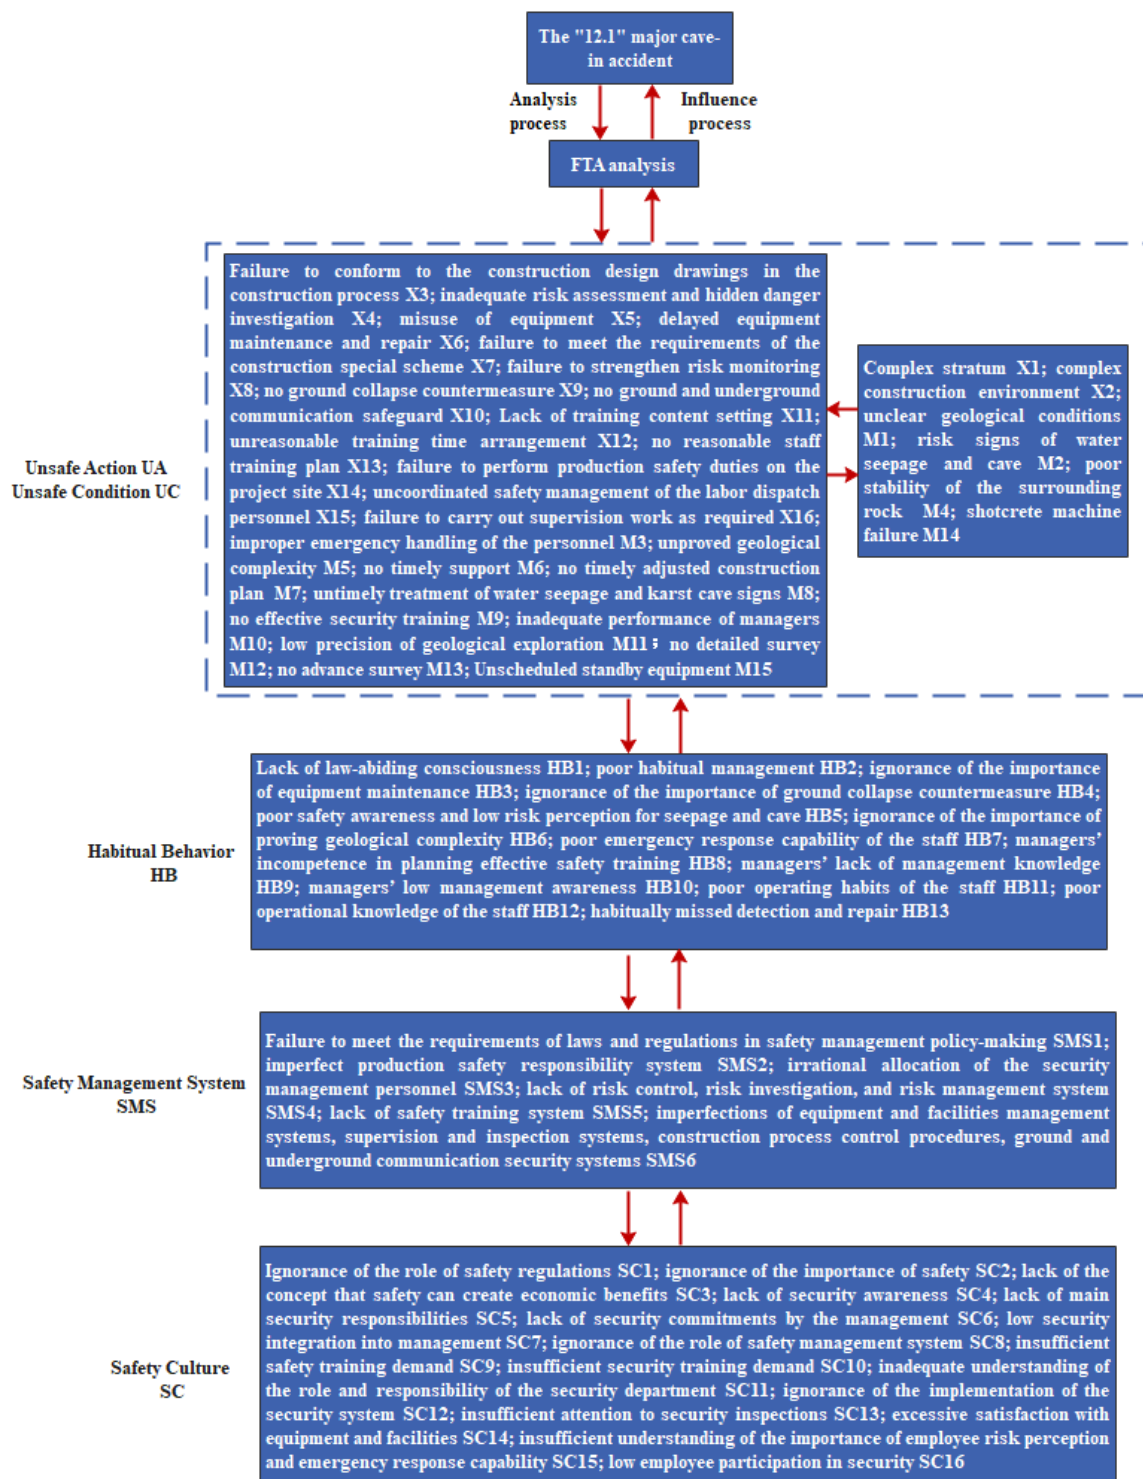 The "12.1" major cave-
in accident
Analysis
process
Influence
process
FTA analysis
Unsafe Action UA
Unsafe Condition UC
Failure to conform to the construction design drawings in the
construction process X3; inadequate risk assessment and hidden danger
investigation X4; misuse of equipment X5; delayed equipment
maintenance and repair X6; failure to meet the requirements of the
construction special scheme X7; failure to strengthen risk monitoring
X8; no ground collapse countermeasure X9; no ground and underground
communication safeguard X10; Lack of training content setting X11;
unreasonable training time arrangement X12; no reasonable staff
training plan X13; failure to perform production safety duties on the
project site X14; uncoordinated safety management of the labor dispatch
personnel X15; failure to carry out supervision work as required X16;
improper emergency handling of the personnel M3; unproved geological
complexity M5; no timely support M6; no timely adjusted construction
plan M7; untimely treatment of water seepage and karst cave signs M8;
no effective security training M9; inadequate performance of managers
M10; low precision of geological exploration M11；no detailed survey
M12; no advance survey M13; Unscheduled standby equipment M15
Complex stratum X1; complex
construction environment X2;
unclear geological conditions
M1; risk signs of water
seepage and cave M2; poor
stability of the surrounding
rock M4; shotcrete machine
failure M14
Habitual Behavior
HB
Lack of law-abiding consciousness HB1; poor habitual management HB2; ignorance of the importance
of equipment maintenance HB3; ignorance of the importance of ground collapse countermeasure HB4;
poor safety awareness and low risk perception for seepage and cave HB5; ignorance of the importance of
proving geological complexity HB6; poor emergency response capability of the staff HB7; managers’
incompetence in planning effective safety training HB8; managers’ lack of management knowledge
HB9; managers’ low management awareness HB10; poor operating habits of the staff HB11; poor
operational knowledge of the staff HB12; habitually missed detection and repair HB13
Safety Management System
SMS
Failure to meet the requirements of laws and regulations in safety management policy-making SMS1;
imperfect production safety responsibility system SMS2; irrational allocation of the security
management personnel SMS3; lack of risk control, risk investigation, and risk management system
SMS4; lack of safety training system SMS5; imperfections of equipment and facilities management
systems, supervision and inspection systems, construction process control procedures, ground and
underground communication security systems SMS6
Safety Culture
SC
Ignorance of the role of safety regulations SC1; ignorance of the importance of safety SC2; lack of the
concept that safety can create economic benefits SC3; lack of security awareness SC4; lack of main
security responsibilities SC5; lack of security commitments by the management SC6; low security
integration into management SC7; ignorance of the role of safety management system SC8; insufficient
safety training demand SC9; insufficient security training demand SC10; inadequate understanding of
the role and responsibility of the security department SC11; ignorance of the implementation of the
security system SC12; insufficient attention to security inspections SC13; excessive satisfaction with
equipment and facilities SC14; insufficient understanding of the importance of employee risk perception
and emergency response capability SC15; low employee participation in security SC16